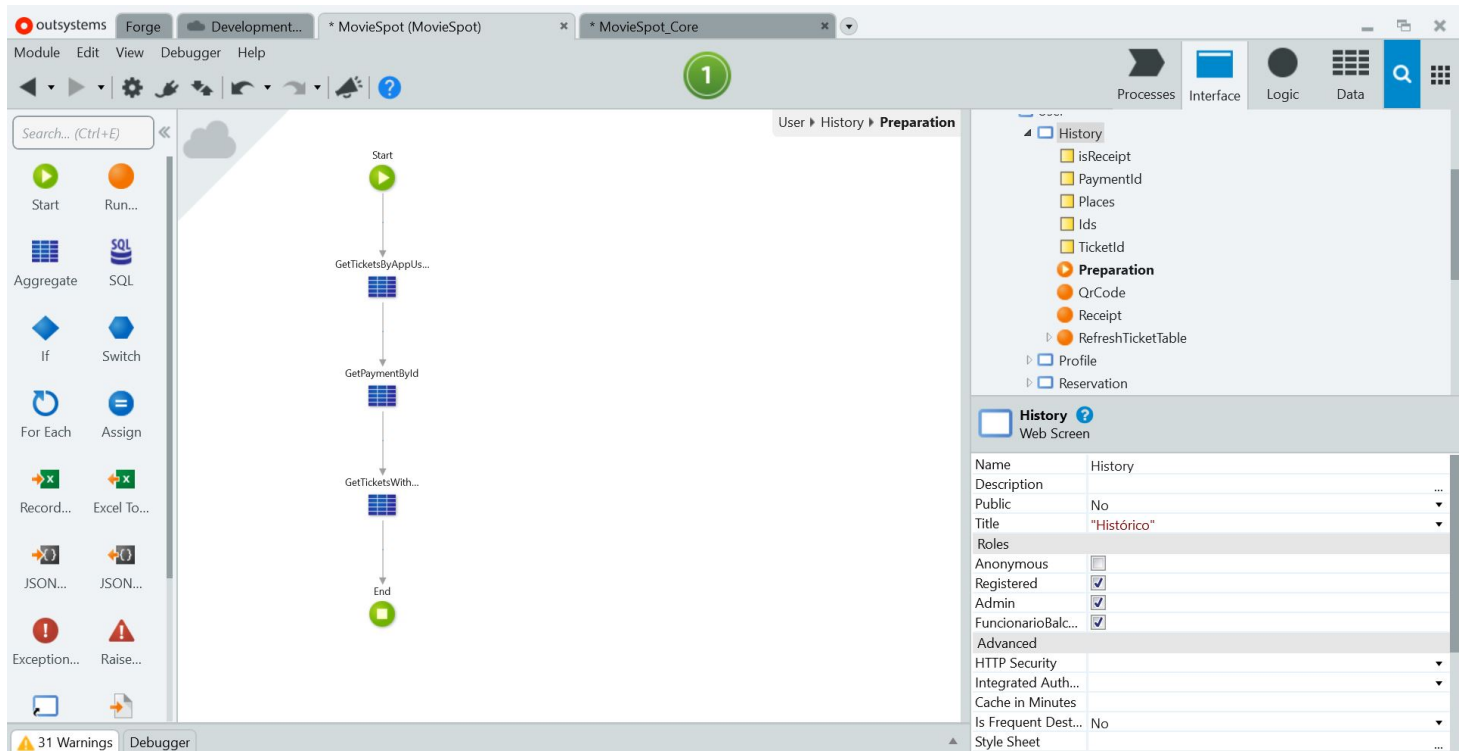 outsystems Forge Development... * MovieSpot (MovieSpot) × * MovieSpot_Core ×
Module Edit View Debugger Help
1
Processes Interface Logic Data
Search... (Ctrl+E)
Start Run...
SQL
Aggregate SQL
If Switch
For Each Assign
Record... Excel To...
JSON... JSON...
Exception... Raise...
User ▸ History ▸ Preparation
Start
GetTicketsByAppUs...
GetPaymentById
GetTicketsWith...
End
History
isReceipt
PaymentId
Places
Ids
TicketId
Preparation
QrCode
Receipt
RefreshTicketTable
Profile
Reservation
History ?
Web Screen
Name History
Description ...
Public No
Title "Histórico"
Roles
Anonymous
Registered
Admin
FuncionarioBalc...
Advanced
HTTP Security
Integrated Auth...
Cache in Minutes
Is Frequent Dest... No
Style Sheet ...
31 Warnings Debugger